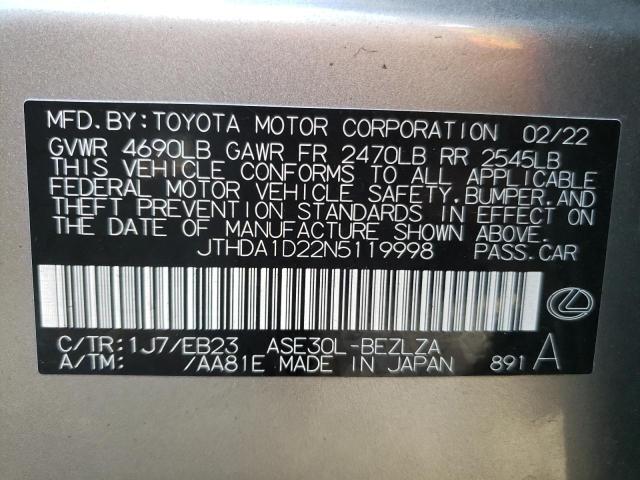 MFD. BY: TOYOTA MOTOR CORPORATION 02/22
GVWR 4690LB GAWR FR 2470LB RR 2545LB
THIS VEHICLE CONFORMS TO ALL APPLICABLE
FEDERAL MOTOR VEHICLE SAFETY, BUMPER, AND
THEFT PREVENTION STANDARDS IN EFFECT ON
THE DATE OF MANUFACTURE SHOWN ABOVE.
JTHDA1D22N5119998 PASS.CAR
C/TR: 1J7/EB23 ASE30L-BEZLZA
A/TM: /AA81E MADE IN JAPAN 891 A